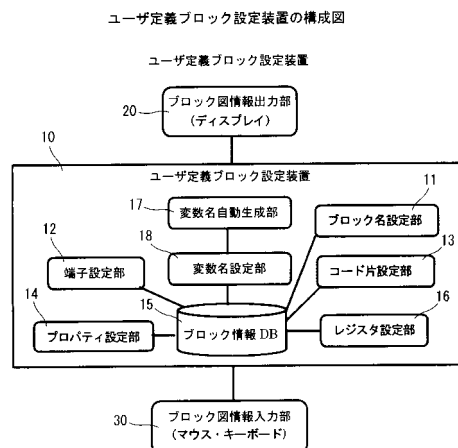 ユーザ定義ブロック設定装置の構成図
ユーザ定義ブロック設定装置
20
ブロック図情報出力部
(ディスプレイ)
10
ユーザ定義ブロック設定装置
11
17
変数名自動生成部
ブロック名設定部
12
18
13
端子設定部
変数名設定部
コード片設定部
14
15
16
プロパティ設定部
ブロック情報 DB
レジスタ設定部
30
ブロック図情報入力部
(マウス・キーボード)